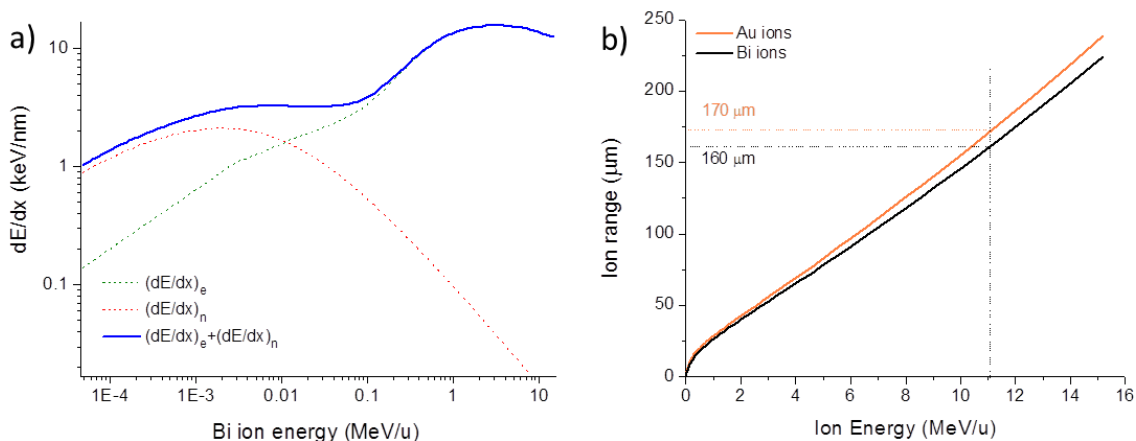 a)
10
1
0.1
dE/dx (keV/nm)
(dE/dx)e
(dE/dx)n
(dE/dx)e+(dE/dx)n
1E-4 1E-3 0.01 0.1 1 10
Bi ion energy (MeV/u)
b)
250
200
150
100
50
0
Ion range (μm)
Au ions
Bi ions
170 μm
160 μm
0 2 4 6 8 10 12 14 16
Ion Energy (MeV/u)